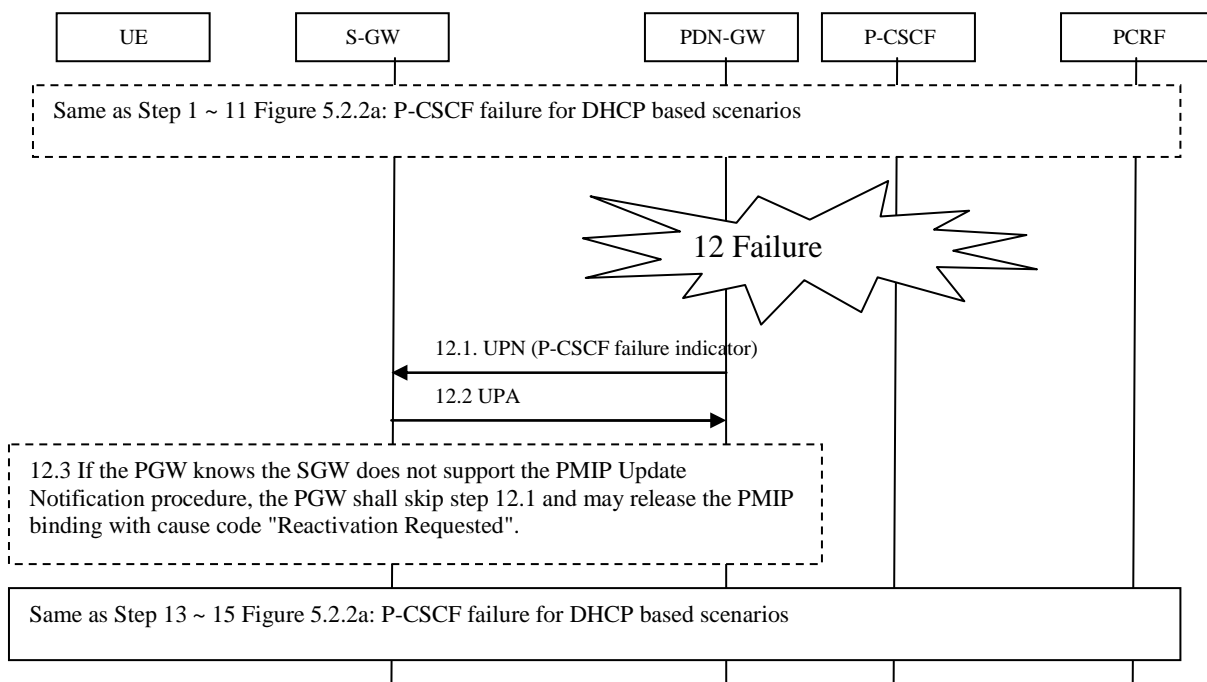 UE
S-GW
PDN-GW
P-CSCF
PCRF
Same as Step 1 ~ 11 Figure 5.2.2a: P-CSCF failure for DHCP based scenarios
12 Failure
12.1. UPN (P-CSCF failure indicator)
12.2 UPA
12.3 If the PGW knows the SGW does not support the PMIP Update
Notification procedure, the PGW shall skip step 12.1 and may release the PMIP
binding with cause code "Reactivation Requested".
Same as Step 13 ~ 15 Figure 5.2.2a: P-CSCF failure for DHCP based scenarios